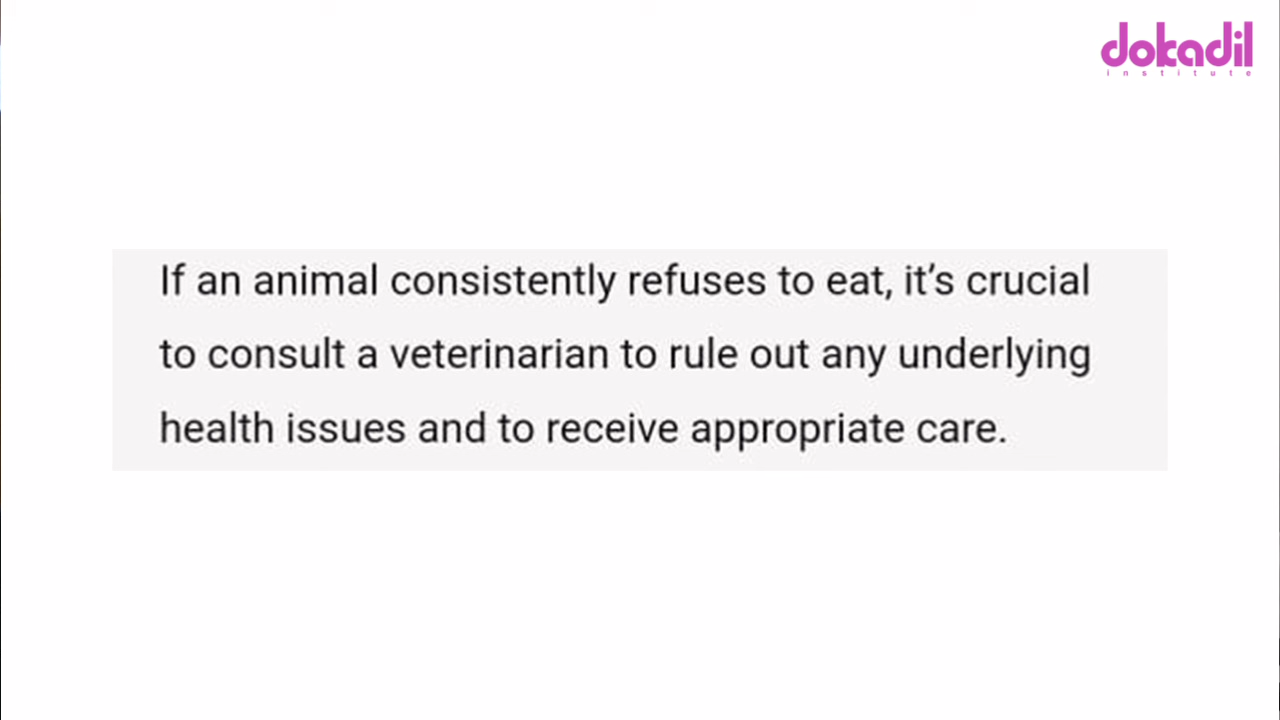 dokadil
institute
If an animal consistently refuses to eat, it’s crucial
to consult a veterinarian to rule out any underlying
health issues and to receive appropriate care.